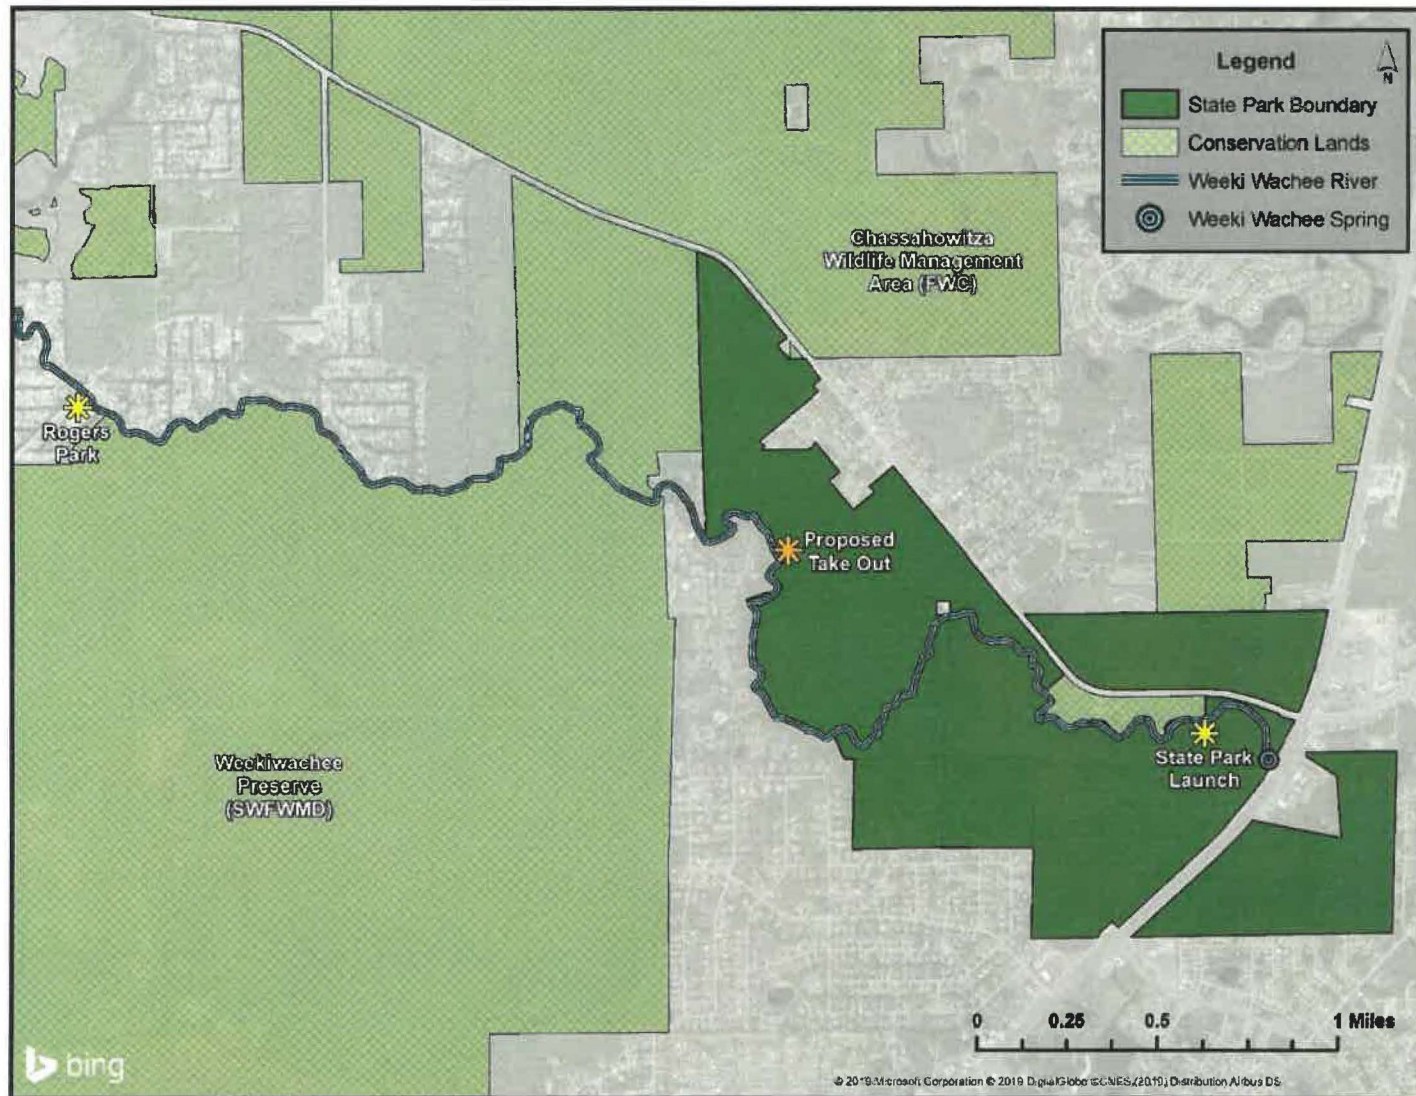 Legend
N
State Park Boundary
Conservation Lands
Weeki Wachee River
Weeki Wachee Spring
Chassahowitza
Wildlife Management
Area (FWC)
Rogers
Park
Proposed
Take Out
State Park
Launch
Weekiwachee
Preserve
(SWFWMD)
0 0.25 0.5 1 Miles
bing
© 2019 Microsoft Corporation © 2019 DigitalGlobe ©CNES (2019) Distribution Airbus DS